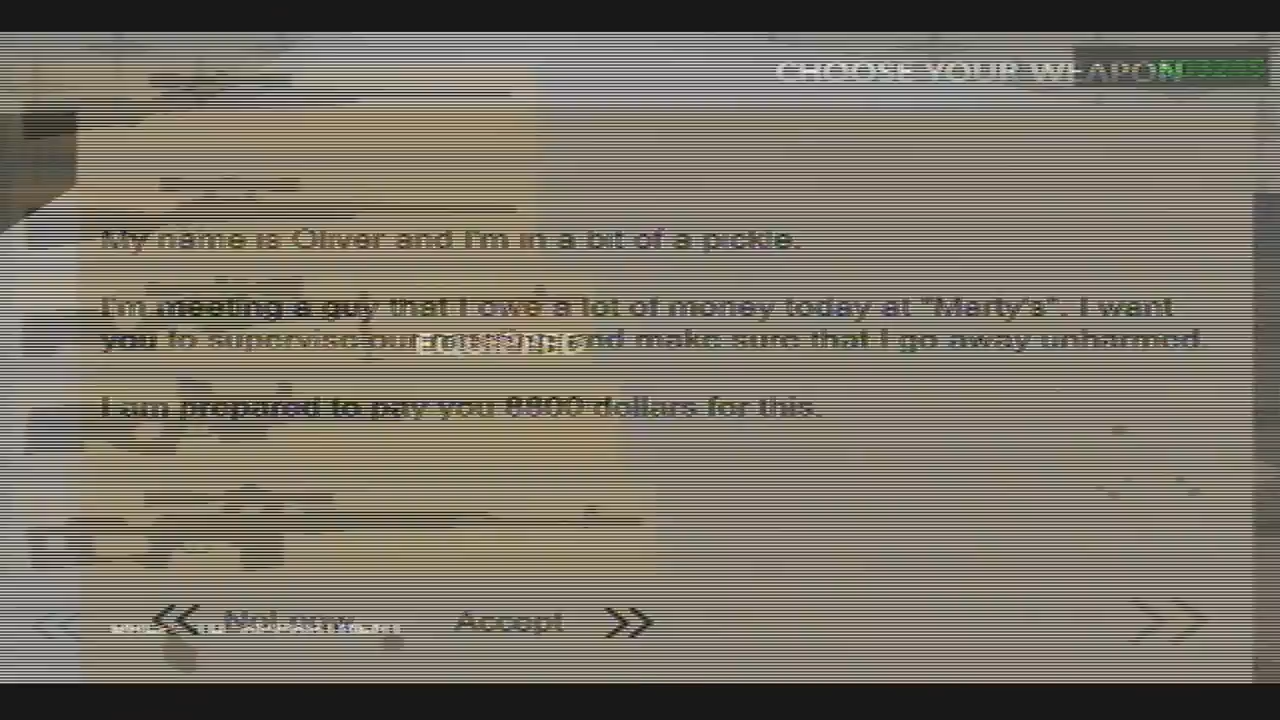 CHOOSE YOUR WEAPON
My name is Oliver and I'm in a bit of a pickle.
I'm meeting a guy that I owe a lot of money today at "Marty's". I want
you to supervise our and make sure that I go away unharmed.
EQUIPPED
I am prepared to pay you 8800 dollars for this.
Not now Accept